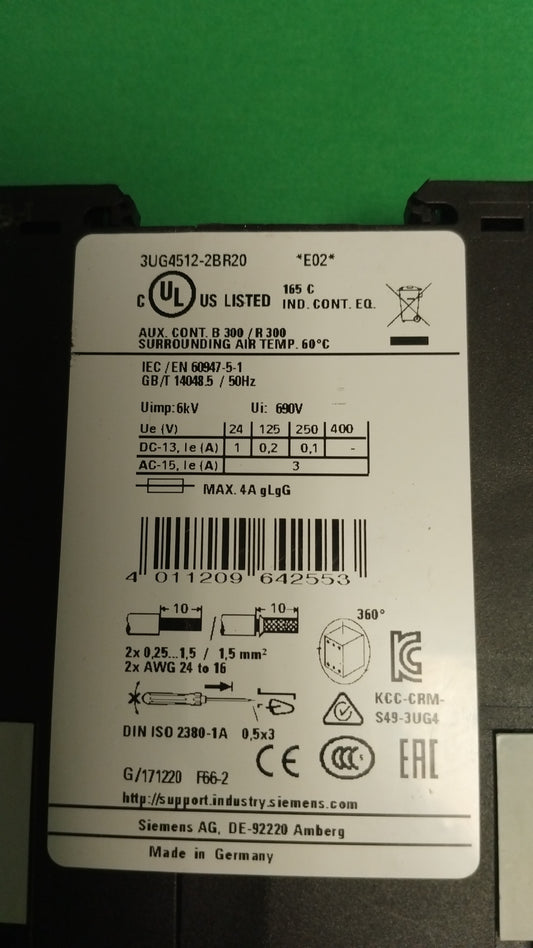 3UG4512-2BR20 *E02*
C UL US LISTED 165 C
IND. CONT. EQ.
AUX. CONT. B 300 / R 300
SURROUNDING AIR TEMP. 60°C
IEC / EN 60947-5-1
GB/T 14048.5 / 50Hz
Uimp: 6kV Ui: 690V
Ue (V) 24 125 250 400
DC-13, Ie (A) 1 0,2 0,1 -
AC-15, Ie (A) 3
MAX. 4A gLgG
4 011209 642553
10 / 10
360°
2x 0,25...1,5 / 1,5 mm²
2x AWG 24 to 16
KCC-CRM-
S49-3UG4
DIN ISO 2380-1A 0,5x3
CE CCC S EAC
G/171220 F66-2
http://support.industry.siemens.com
Siemens AG, DE-92220 Amberg
Made in Germany